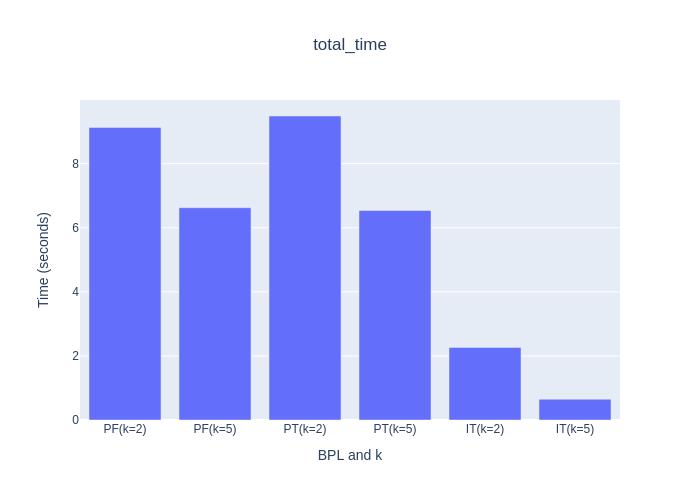 total_time
Time (seconds)
8
6
4
2
0
PF(k=2) PF(k=5) PT(k=2) PT(k=5) IT(k=2) IT(k=5)
BPL and k